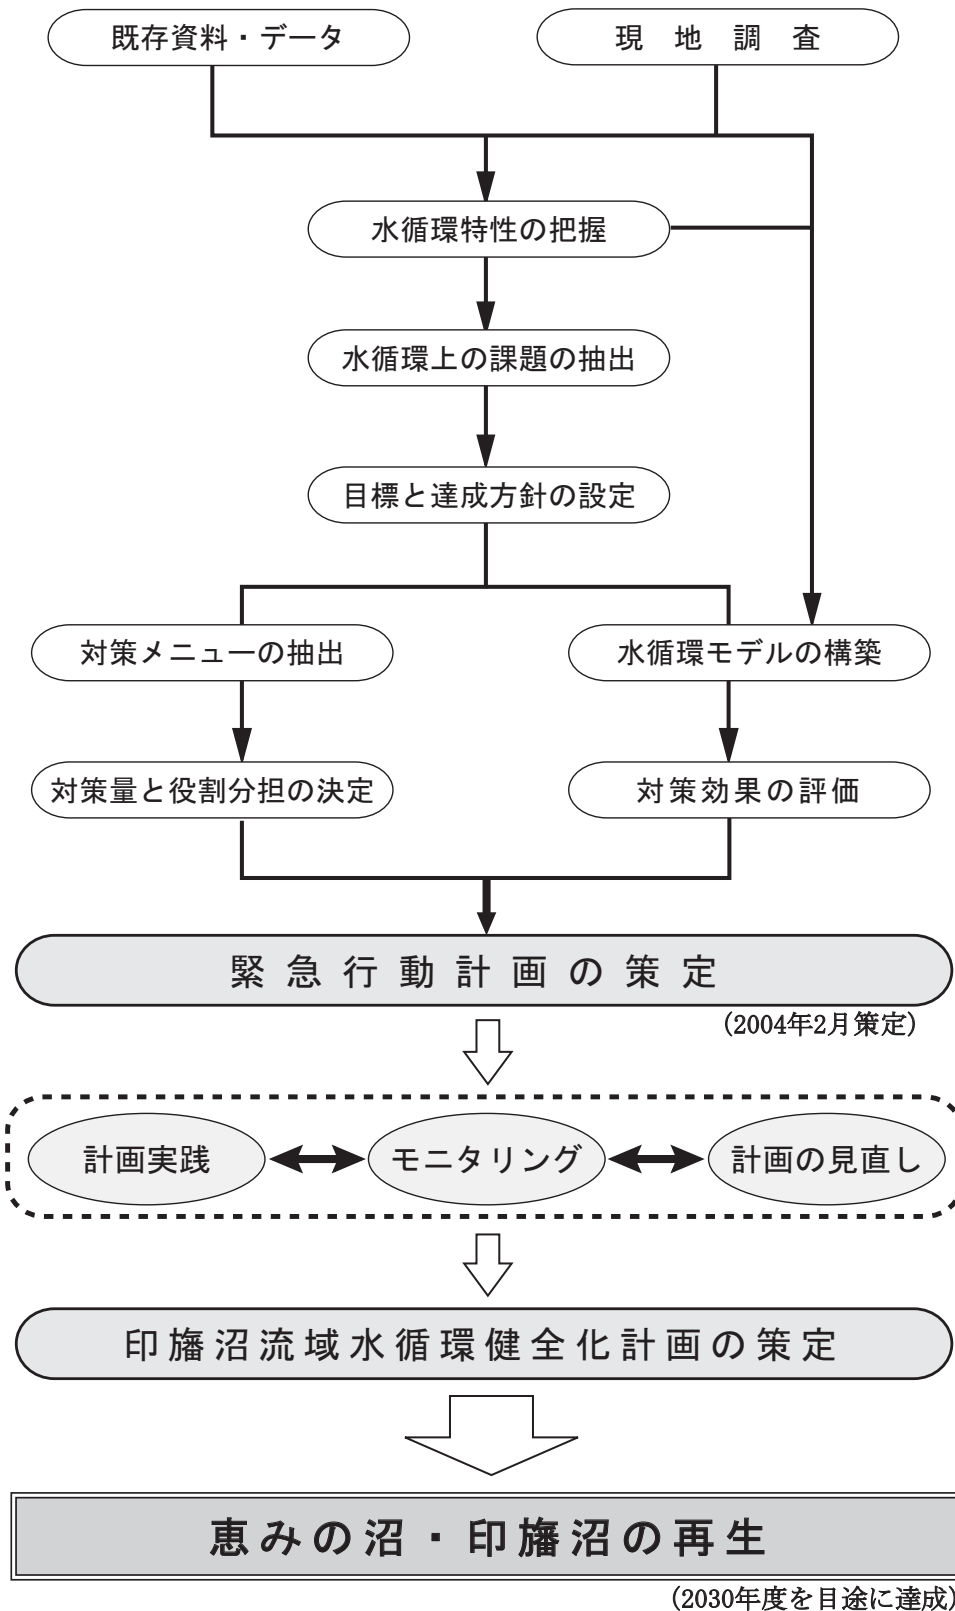 既存資料・データ
現地調査
水循環特性の把握
水循環上の課題の抽出
目標と達成方針の設定
対策メニューの抽出
水循環モデルの構築
対策量と役割分担の決定
対策効果の評価
緊急行動計画の策定
(2004年2月策定)
計画実践
モニタリング
計画の見直し
印旛沼流域水循環健全化計画の策定
恵みの沼・印旛沼の再生
(2030年度を目途に達成)